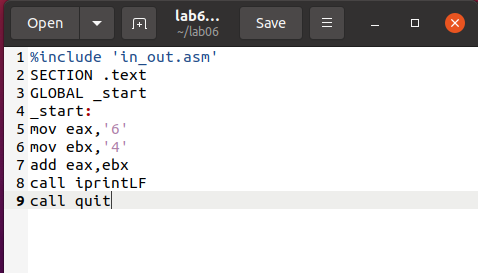 Open lab6... Save
~/lab06
1 %include 'in_out.asm'
2 SECTION .text
3 GLOBAL _start
4 _start:
5 mov eax,'6'
6 mov ebx,'4'
7 add eax,ebx
8 call iprintLF
9 call quit